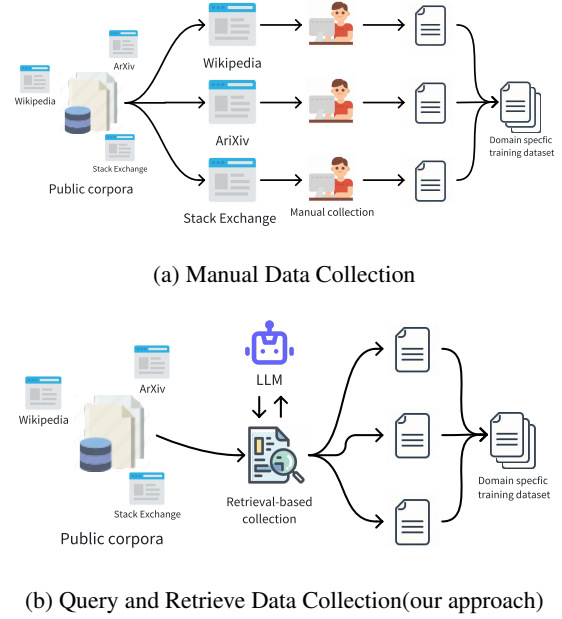 ArXiv
Wikipedia
Stack Exchange
Public corpora
Wikipedia
AriXiv
Stack Exchange
Manual collection
Domain specfic
training dataset
(a) Manual Data Collection
ArXiv
Wikipedia
Stack Exchange
Public corpora
LLM
Retrieval-based
collection
Domain specfic
training dataset
(b) Query and Retrieve Data Collection(our approach)